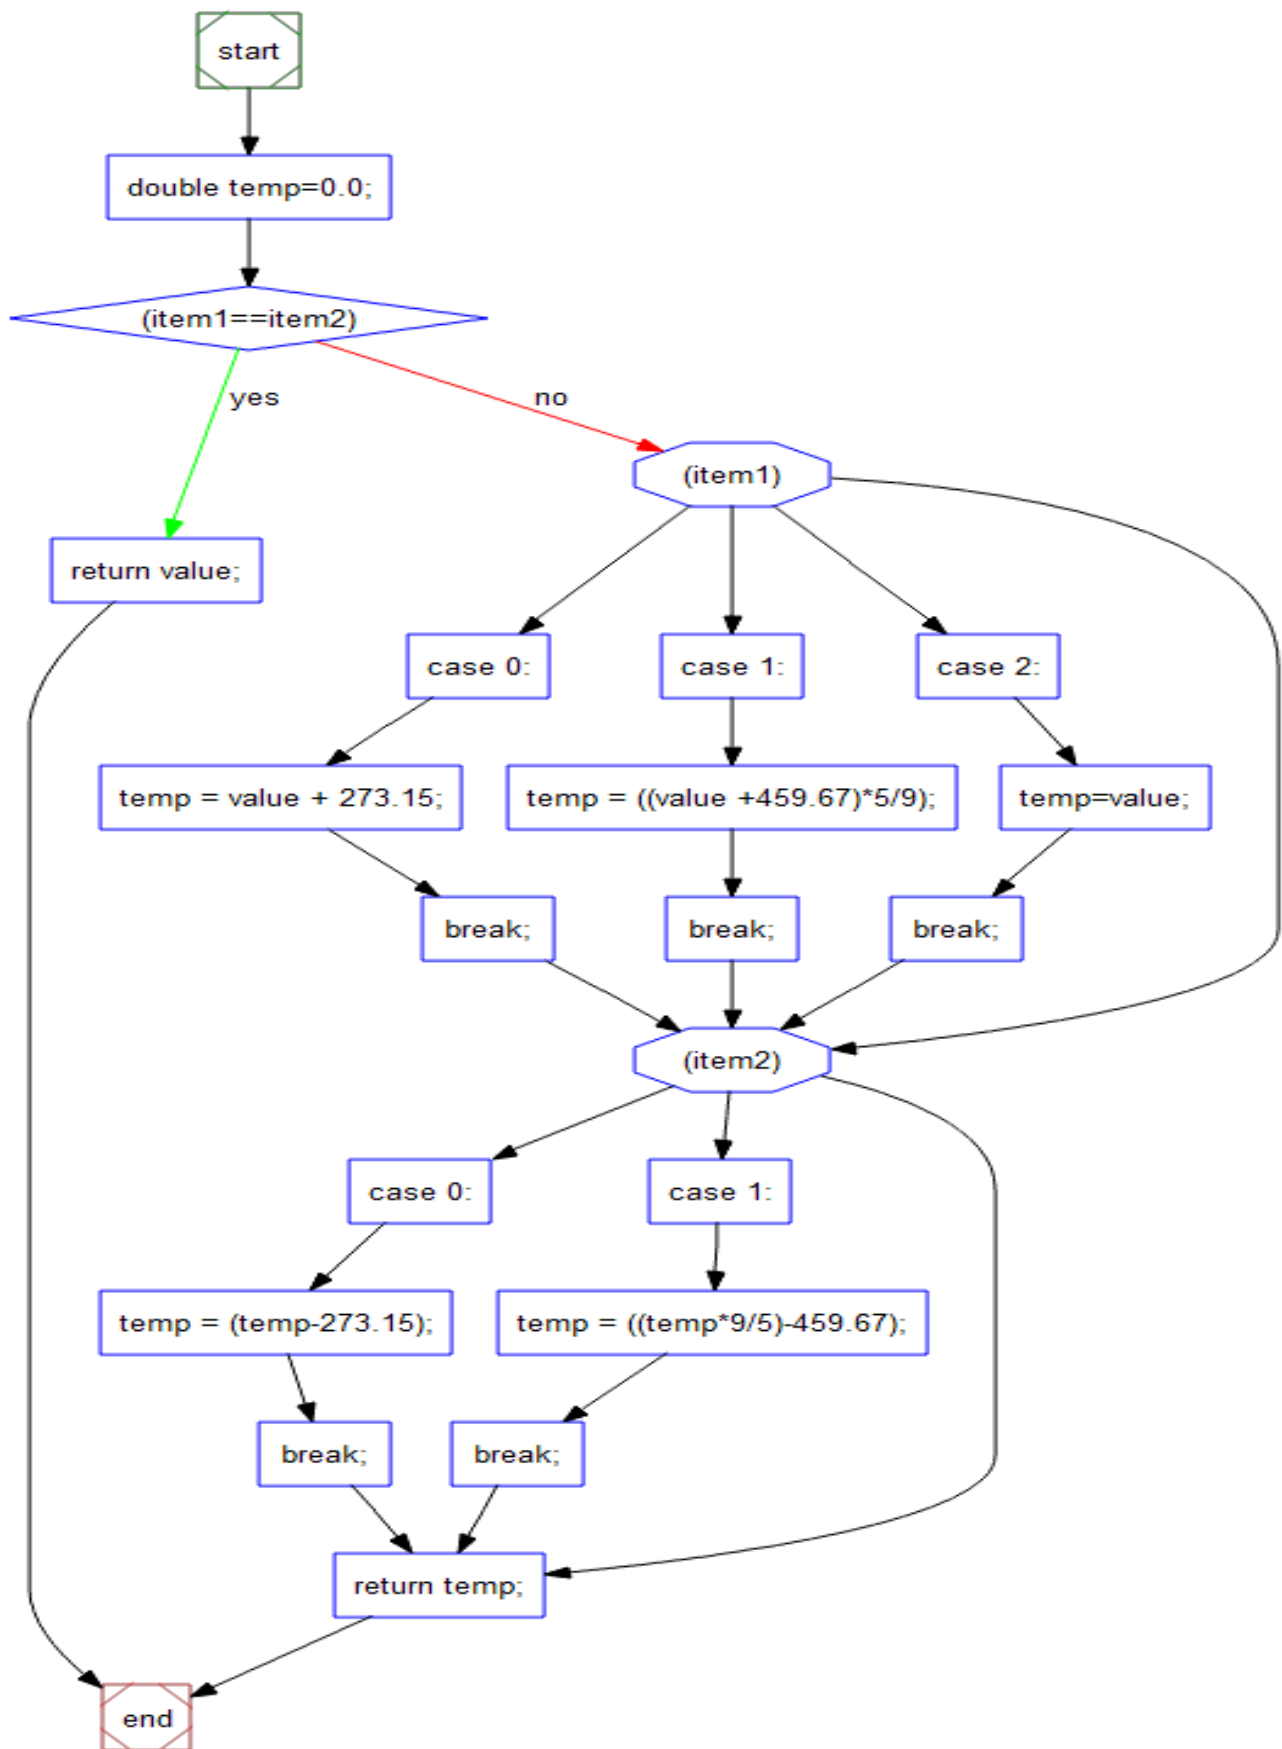 start
double temp=0.0;
(item1==item2)
yes
no
(item1)
return value;
case 0:
case 1:
case 2:
temp = value + 273.15;
temp = ((value +459.67)*5/9);
temp=value;
break;
break;
break;
(item2)
case 0:
case 1:
temp = (temp-273.15);
temp = ((temp*9/5)-459.67);
break;
break;
return temp;
end